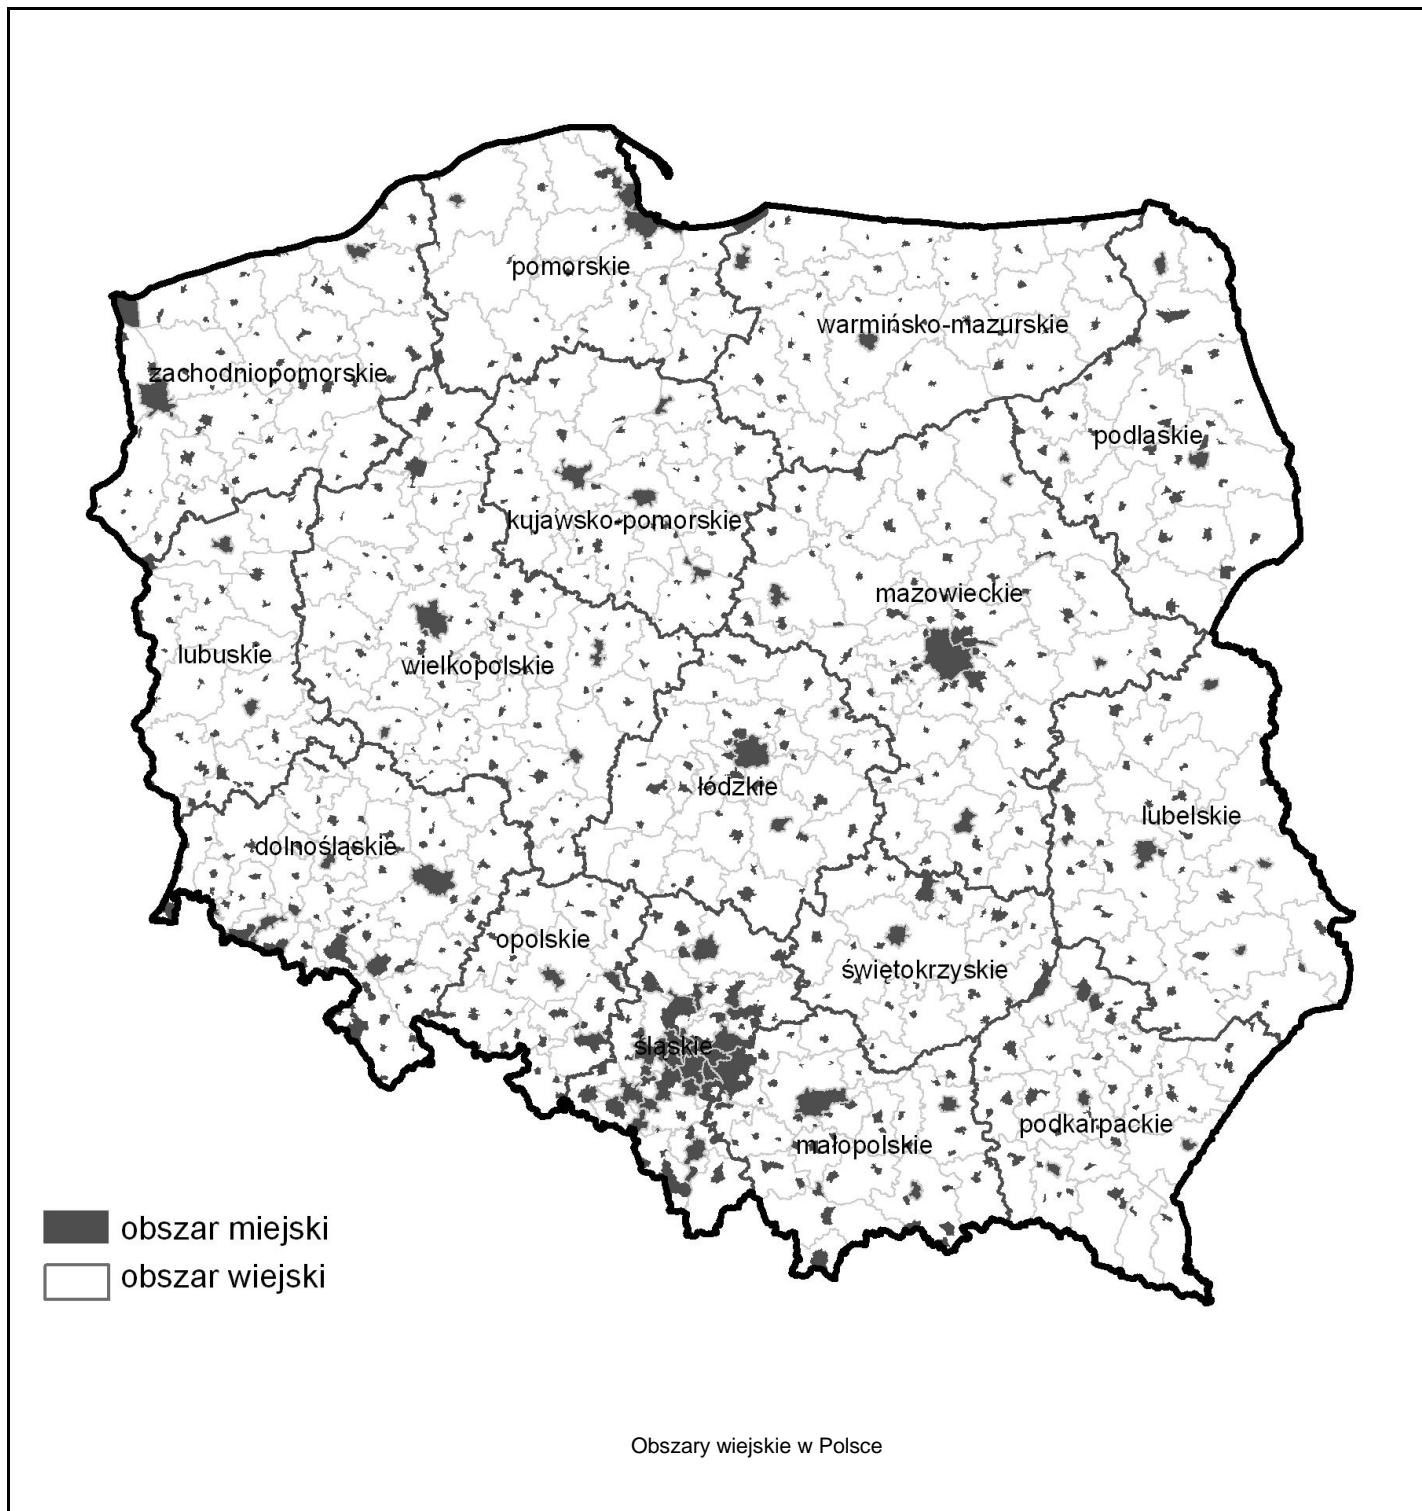 pomorskie
warmińsko-mazurskie
zachodniopomorskie
podlaskie
kujawsko-pomorskie
mazowieckie
lubuskie
wielkopolskie
łódzkie
lubelskie
dolnośląskie
opolskie
świętokrzyskie
śląskie
podkarpackie
małopolskie
obszar miejski
obszar wiejski
Obszary wiejskie w Polsce